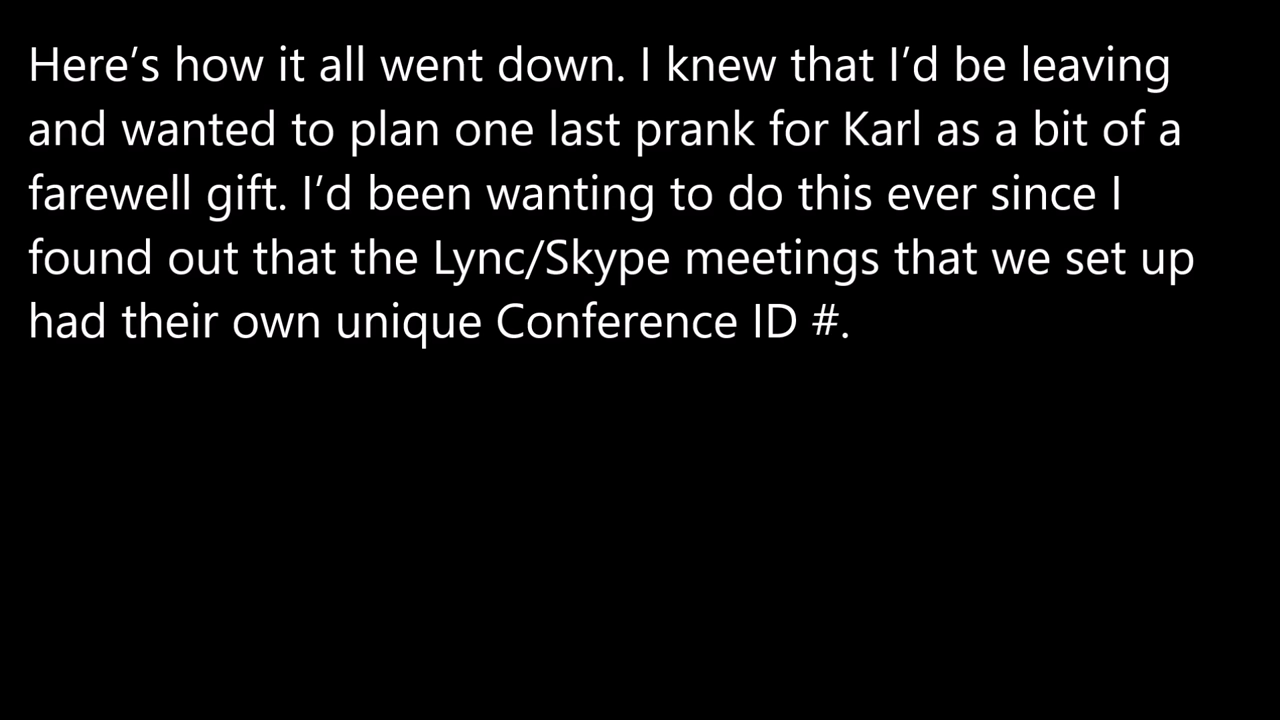 Here’s how it all went down. I knew that I’d be leaving
and wanted to plan one last prank for Karl as a bit of a
farewell gift. I’d been wanting to do this ever since I
found out that the Lync/Skype meetings that we set up
had their own unique Conference ID #.